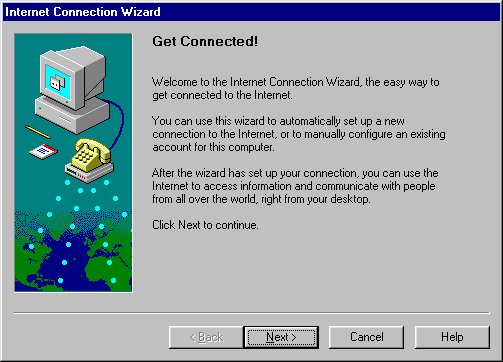 Internet Connection Wizard
Get Connected!
Welcome to the Internet Connection Wizard, the easy way to
get connected to the Internet.
You can use this wizard to automatically set up a new
connection to the Internet, or to manually configure an existing
account for this computer.
After the wizard has set up your connection, you can use the
Internet to access information and communicate with people
from all over the world, right from your desktop.
Click Next to continue.
< Back Next > Cancel Help